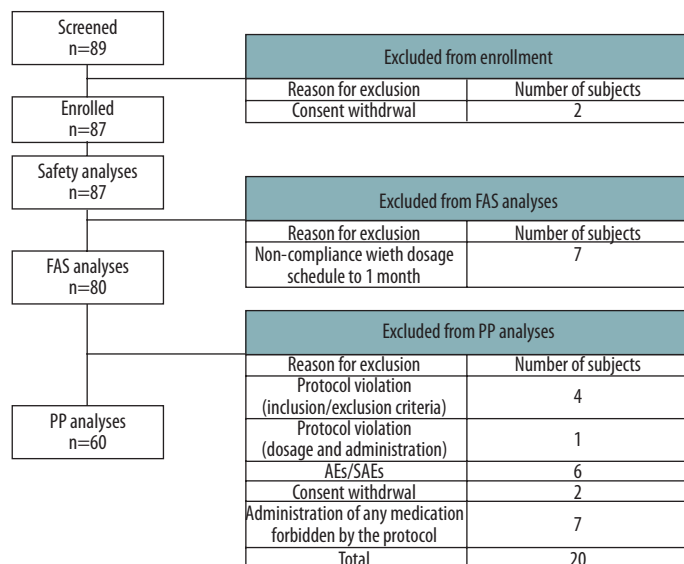 Screened
n=89
Excluded from enrollment
Reason for exclusion Number of subjects
Consent withdrwal 2
Enrolled
n=87
Safety analyses
n=87
Excluded from FAS analyses
Reason for exclusion Number of subjects
Non-compliance wieth dosage 7
schedule to 1 month
FAS analyses
n=80
Excluded from PP analyses
Reason for exclusion Number of subjects
Protocol violation
(inclusion/exclusion criteria) 4
Protocol violation
(dosage and administration) 1
AEs/SAEs 6
Consent withdrwal 2
Administration of any medication
forbidden by the protocol 7
Total 20
PP analyses
n=60